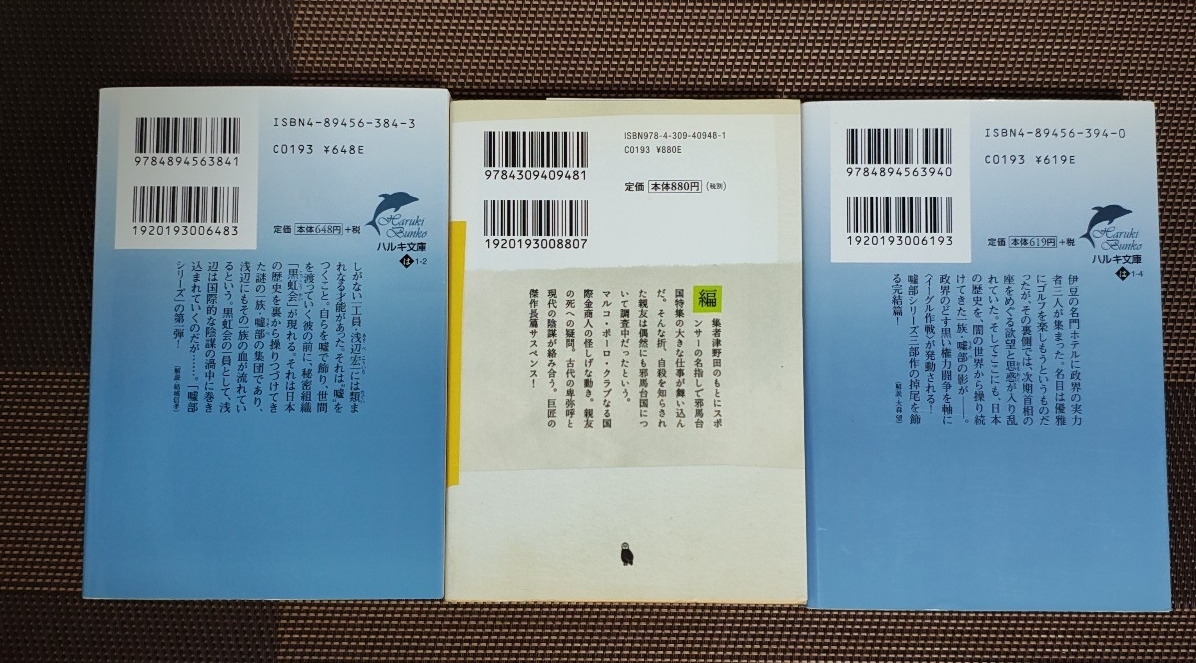 ISBN4-89456-384-3
9784894563841
C0193 ¥648E
1920193006483
定価 本体648円 +税
Haruki
Bunko
ハルキ文庫
は 1-2
しがない工員・浅辺宏一には類ま
れなる才能があった。それは〝嘘〟を
つくこと。自らを嘘で飾り、世間
を渡っていく彼の前に、秘密組織
「黒虹会」が現れる。それは日本
の歴史を裏から操りつづけてき
た謎の一族・嘘部の集団であり、
浅辺にもその一族の血が流れてい
るという。黒虹会の一員として、浅
辺は国際的な陰謀の渦中に巻き
込まれていくのだが……。「嘘部
シリーズ」の第一弾！
(解説・結城信孝)
ISBN978-4-309-40948-1
C0193 ¥880E
9784309409481
定価 本体880円 (税別)
1920193008807
編集者津野田のもとにスポ
ンサーの名指しで邪馬台
国特集の大きな仕事が舞い込ん
だ。そんな折、自殺を知らされ
た親友は偶然にも邪馬台国につ
いて調査中だったという。
マルコ・ポーロ・クラブなる国
際金商人の怪しげな動き。親友
の死への疑問。古代の卑弥呼と
現代の陰謀が絡み合う。巨匠の
傑作長篇サスペンス！
ISBN4-89456-394-0
C0193 ¥619E
9784894563940
1920193006193
定価 本体619円 +税
Haruki
Bunko
ハルキ文庫
は 1-4
伊豆の名門ホテルに政界の実力
者三人が集まった。名目は優雅
にゴルフを楽しもうというものだ
ったが、その裏側では、次期首相の
座をめぐる欲望と思惑が入り乱
れていた。そしてここにも、日本
の歴史を、闇の世界から操り続
けてきた一族〝嘘部〟の影が――。
政界のどす黒い権力闘争を軸に
〈イーグル作戦〉が発動される！
嘘部シリーズ三部作の掉尾を飾
る完結篇！
(解説・大森望)